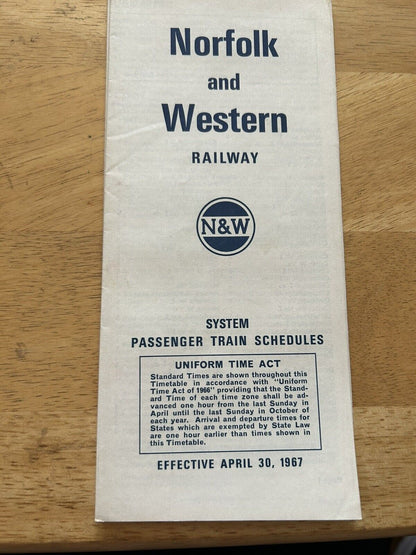 Norfolk
and
Western
RAILWAY
N&W
SYSTEM
PASSENGER TRAIN SCHEDULES
UNIFORM TIME ACT
Standard Times are shown throughout this
Timetable in accordance with "Uniform
Time Act of 1966" providing that the Stand-
ard Time of each time zone shall be ad-
vanced one hour from the last Sunday in
April until the last Sunday in October of
each year. Arrival and departure times for
States which are exempted by State Law
are one hour earlier than times shown in
this Timetable.
EFFECTIVE APRIL 30, 1967